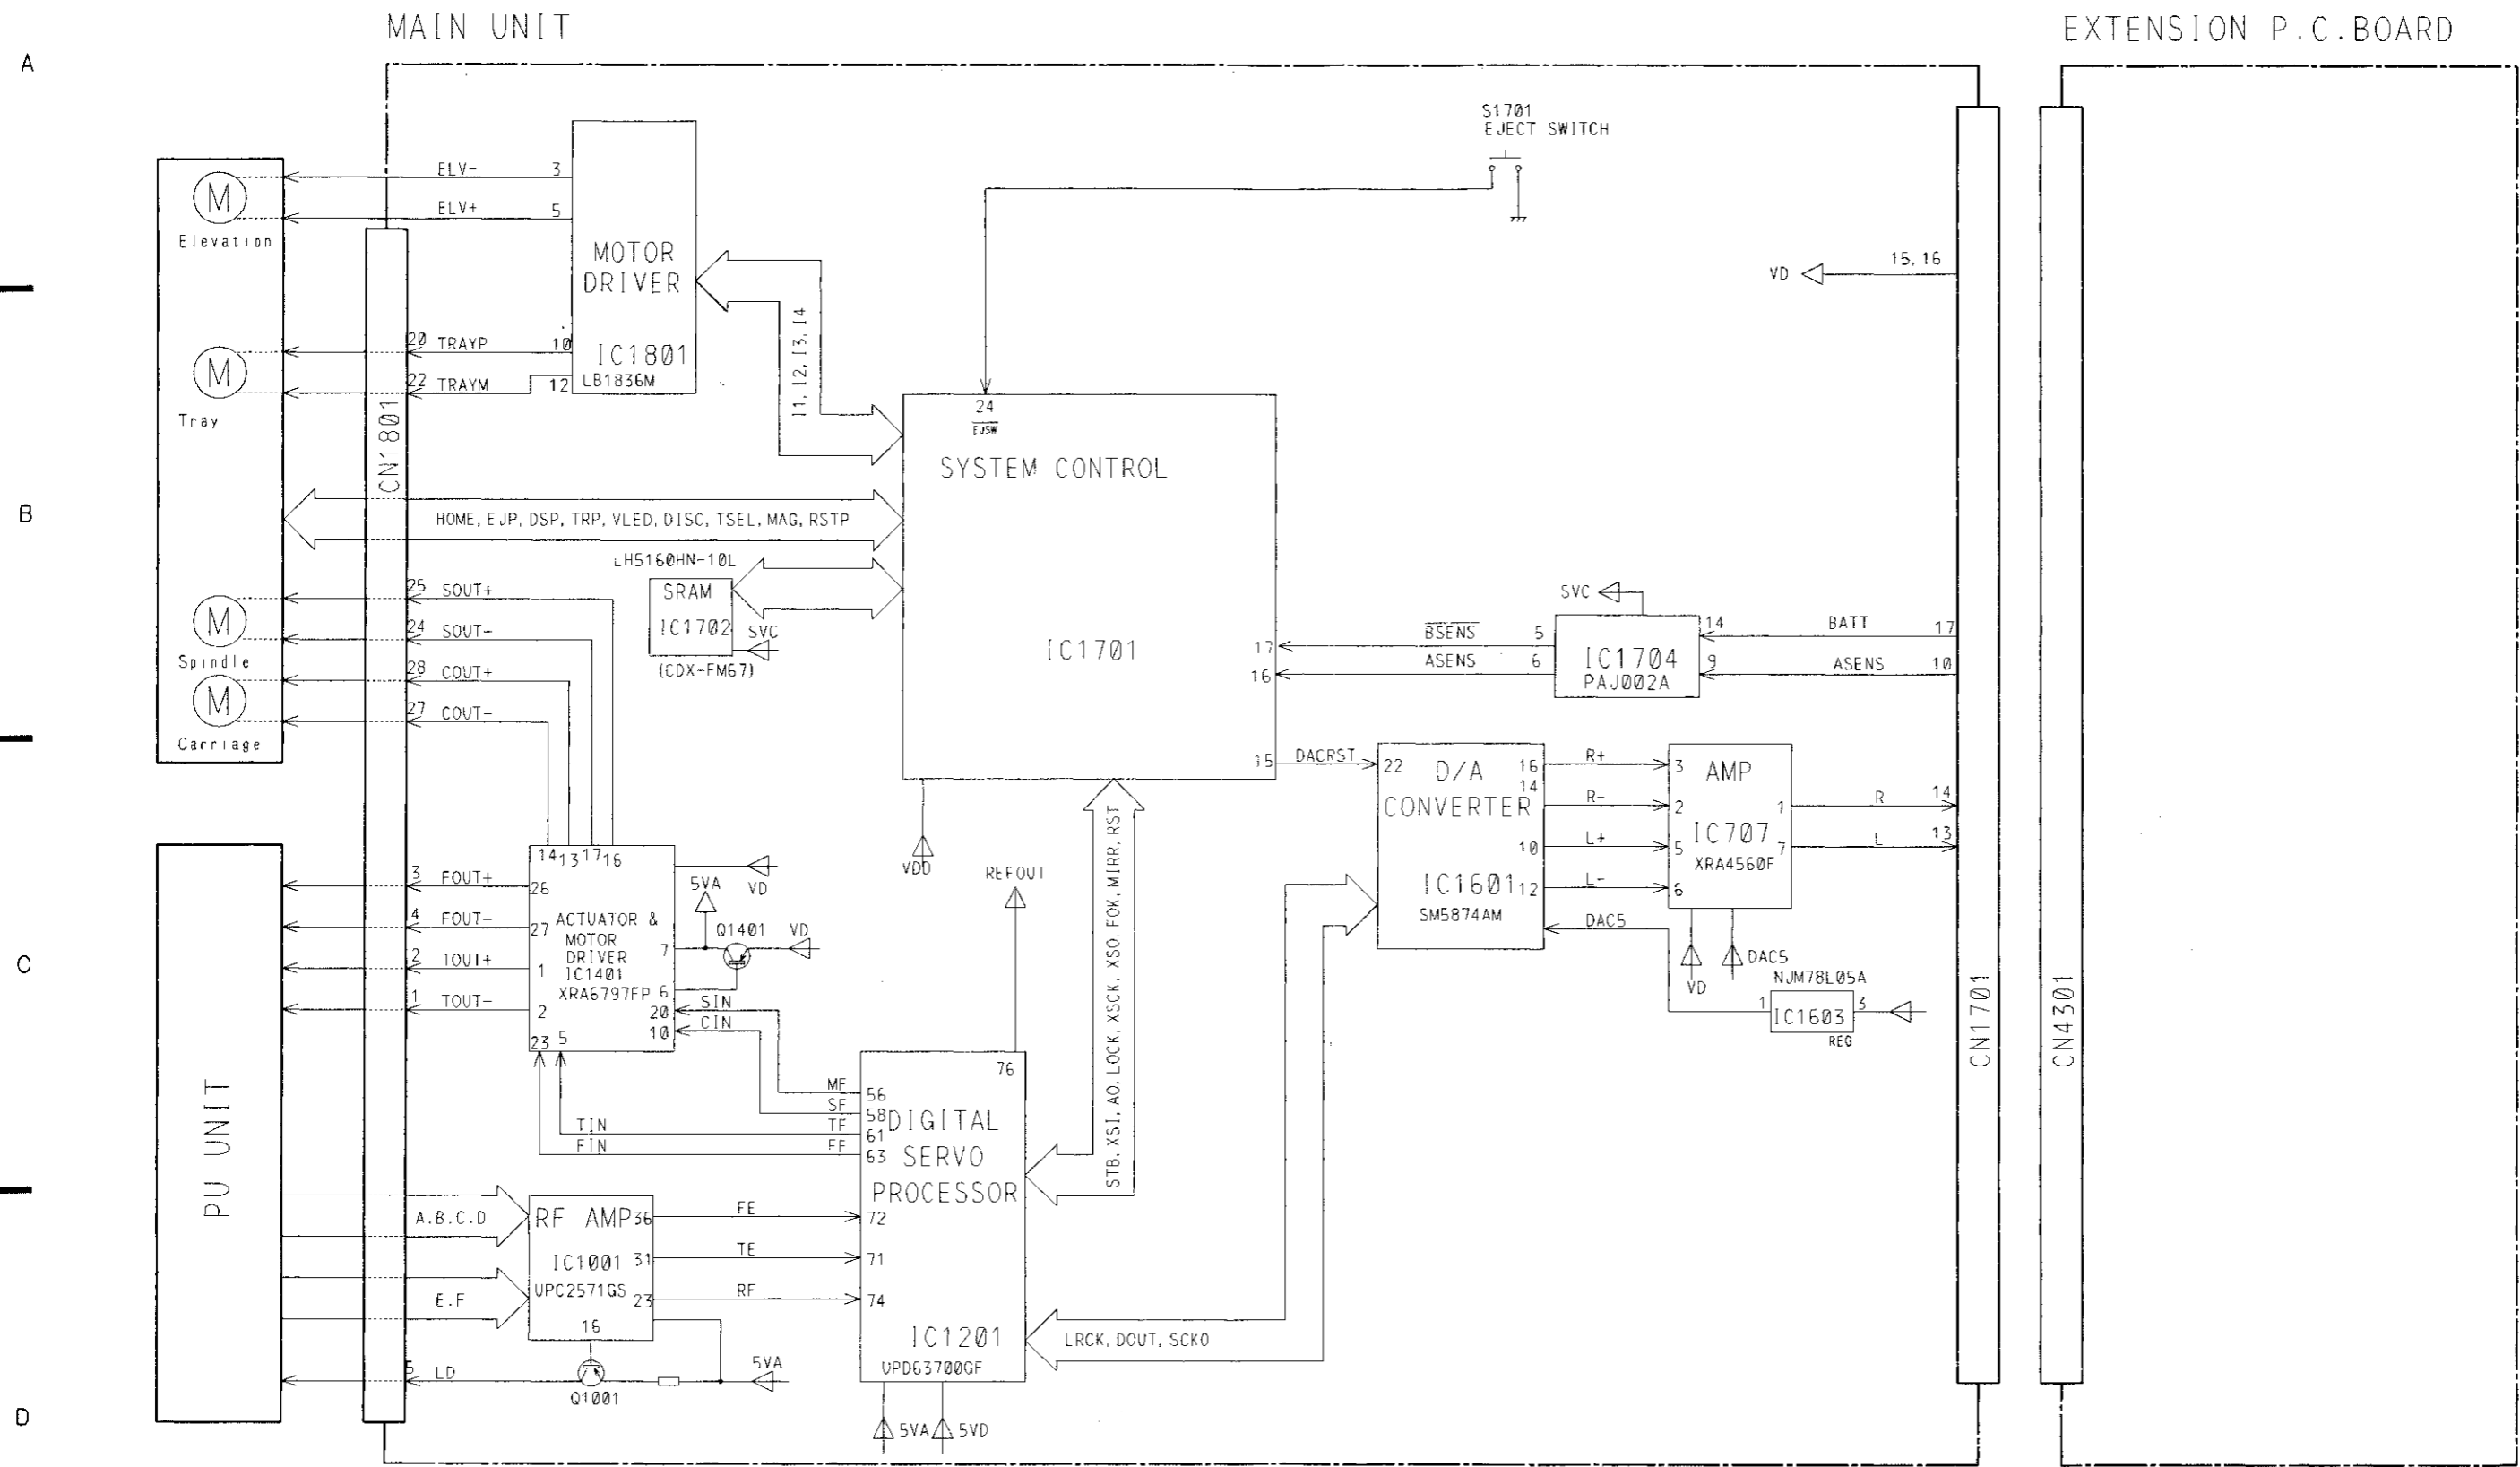 MAIN UNIT
EXTENSION P.C.BOARD
A
B
C
D
S1701
EJECT SWITCH
ELV-
3
ELV+
5
Elevation
MOTOR
DRIVER
IC1801
LB1836M
20 TRAYP 10
22 TRAYM 12
Tray
CN1801
I1, I2, I3, I4
VD
15,16
24
EJSW
SYSTEM CONTROL
IC1701
HOME, EJP, DSP, TRP, VLED, DISC, TSEL, MAG, RSTP
LH5160HN-10L
SRAM
IC1702
SVC
(CDX-FM67)
25 SOUT+
24 SOUT-
Spindle
28 COUT+
27 COUT-
Carriage
SVC
17 BSENS 5
16 ASENS 6
IC1704
PAJ002A
14 BATT 17
9 ASENS 10
15 DACRST 22
D/A
CONVERTER
IC1601
SM5874AM
16 R+ 3
14 R- 2
10 L+ 5
12 L- 6
DAC5
AMP
IC707
XRA4560F
1 R 14
7 L 13
VD
DAC5
NJM78L05A
1 IC1603 3
REG
CN1701
CN4301
VDD
REFOUT
STB, XSI, AO, LOCK, XSCK, XSO, FOK, MIRR, RST
14 13 17 16
VD
5VA
Q1401
VD
3 FOUT+ 26
4 FOUT- 27
2 TOUT+ 1
1 TOUT- 2
ACTUATOR &
MOTOR
DRIVER
IC1401
XRA6797FP
7
6
20 SIN
10 CIN
23 5
PU UNIT
76
MF 56
SF 58
TIN TF 61
FIN FF 63
DIGITAL
SERVO
PROCESSOR
IC1201
UPD63700GF
A.B.C.D
E.F
RF AMP
IC1001
UPC2571GS
36 FE 72
31 TE 71
23 RF 74
16
5 LD
Q1001
5VA
LRCK, DOUT, SCKO
5VA
5VD